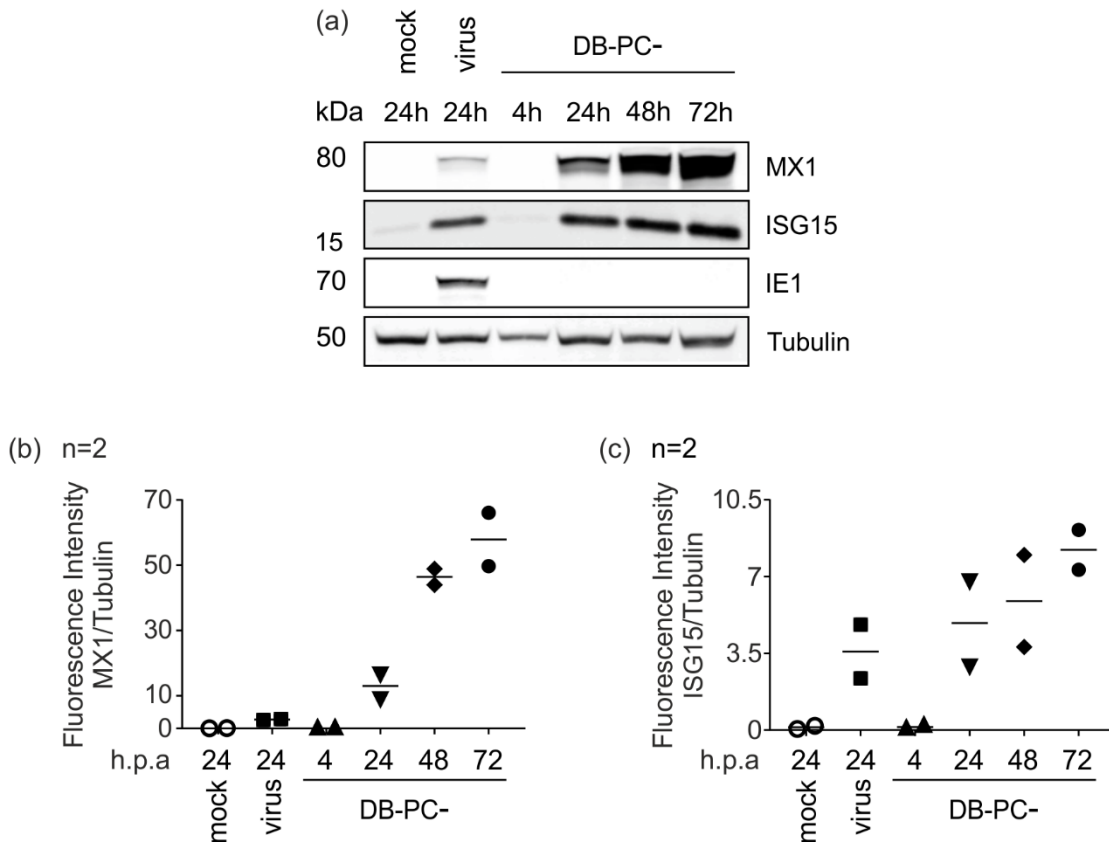 (a)
mock
virus
DB-PC-
kDa 24h 24h 4h 24h 48h 72h
80 MX1
15 ISG15
70 IE1
50 Tubulin
(b) n=2
Fluorescence Intensity
MX1/Tubulin
70
50
30
10
0
h.p.a 24 24 4 24 48 72
mock
virus
DB-PC-
(c) n=2
Fluorescence Intensity
ISG15/Tubulin
10.5
7
3.5
0
h.p.a 24 24 4 24 48 72
mock
virus
DB-PC-